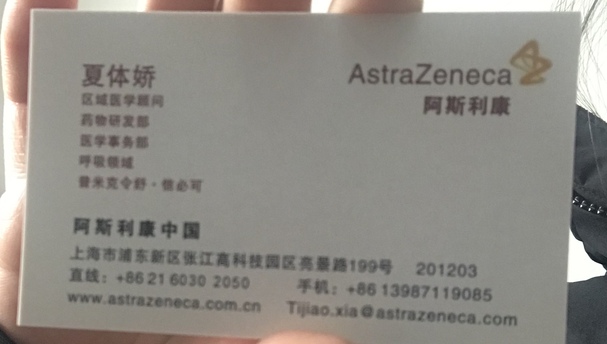 夏体娇
区域医学顾问
药物研发部
医学事务部
呼吸领域
普米克令舒·信必可
AstraZeneca
阿斯利康
阿斯利康中国
上海市浦东新区张江高科技园区亮景路199号 201203
直线: +86 21 6030 2050 手机: +86 13987119085
www.astrazeneca.com.cn Tijiao.xia@astrazeneca.com